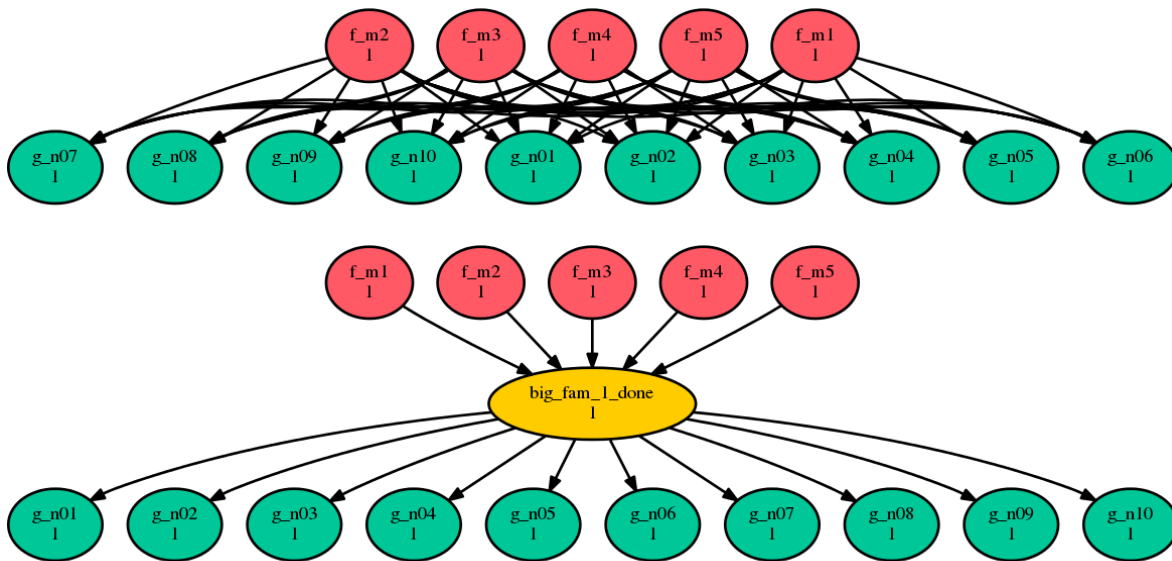 f_m2
1
f_m3
1
f_m4
1
f_m5
1
f_m1
1
g_n07
1
g_n08
1
g_n09
1
g_n10
1
g_n01
1
g_n02
1
g_n03
1
g_n04
1
g_n05
1
g_n06
1
f_m1
1
f_m2
1
f_m3
1
f_m4
1
f_m5
1
big_fam_1_done
1
g_n01
1
g_n02
1
g_n03
1
g_n04
1
g_n05
1
g_n06
1
g_n07
1
g_n08
1
g_n09
1
g_n10
1